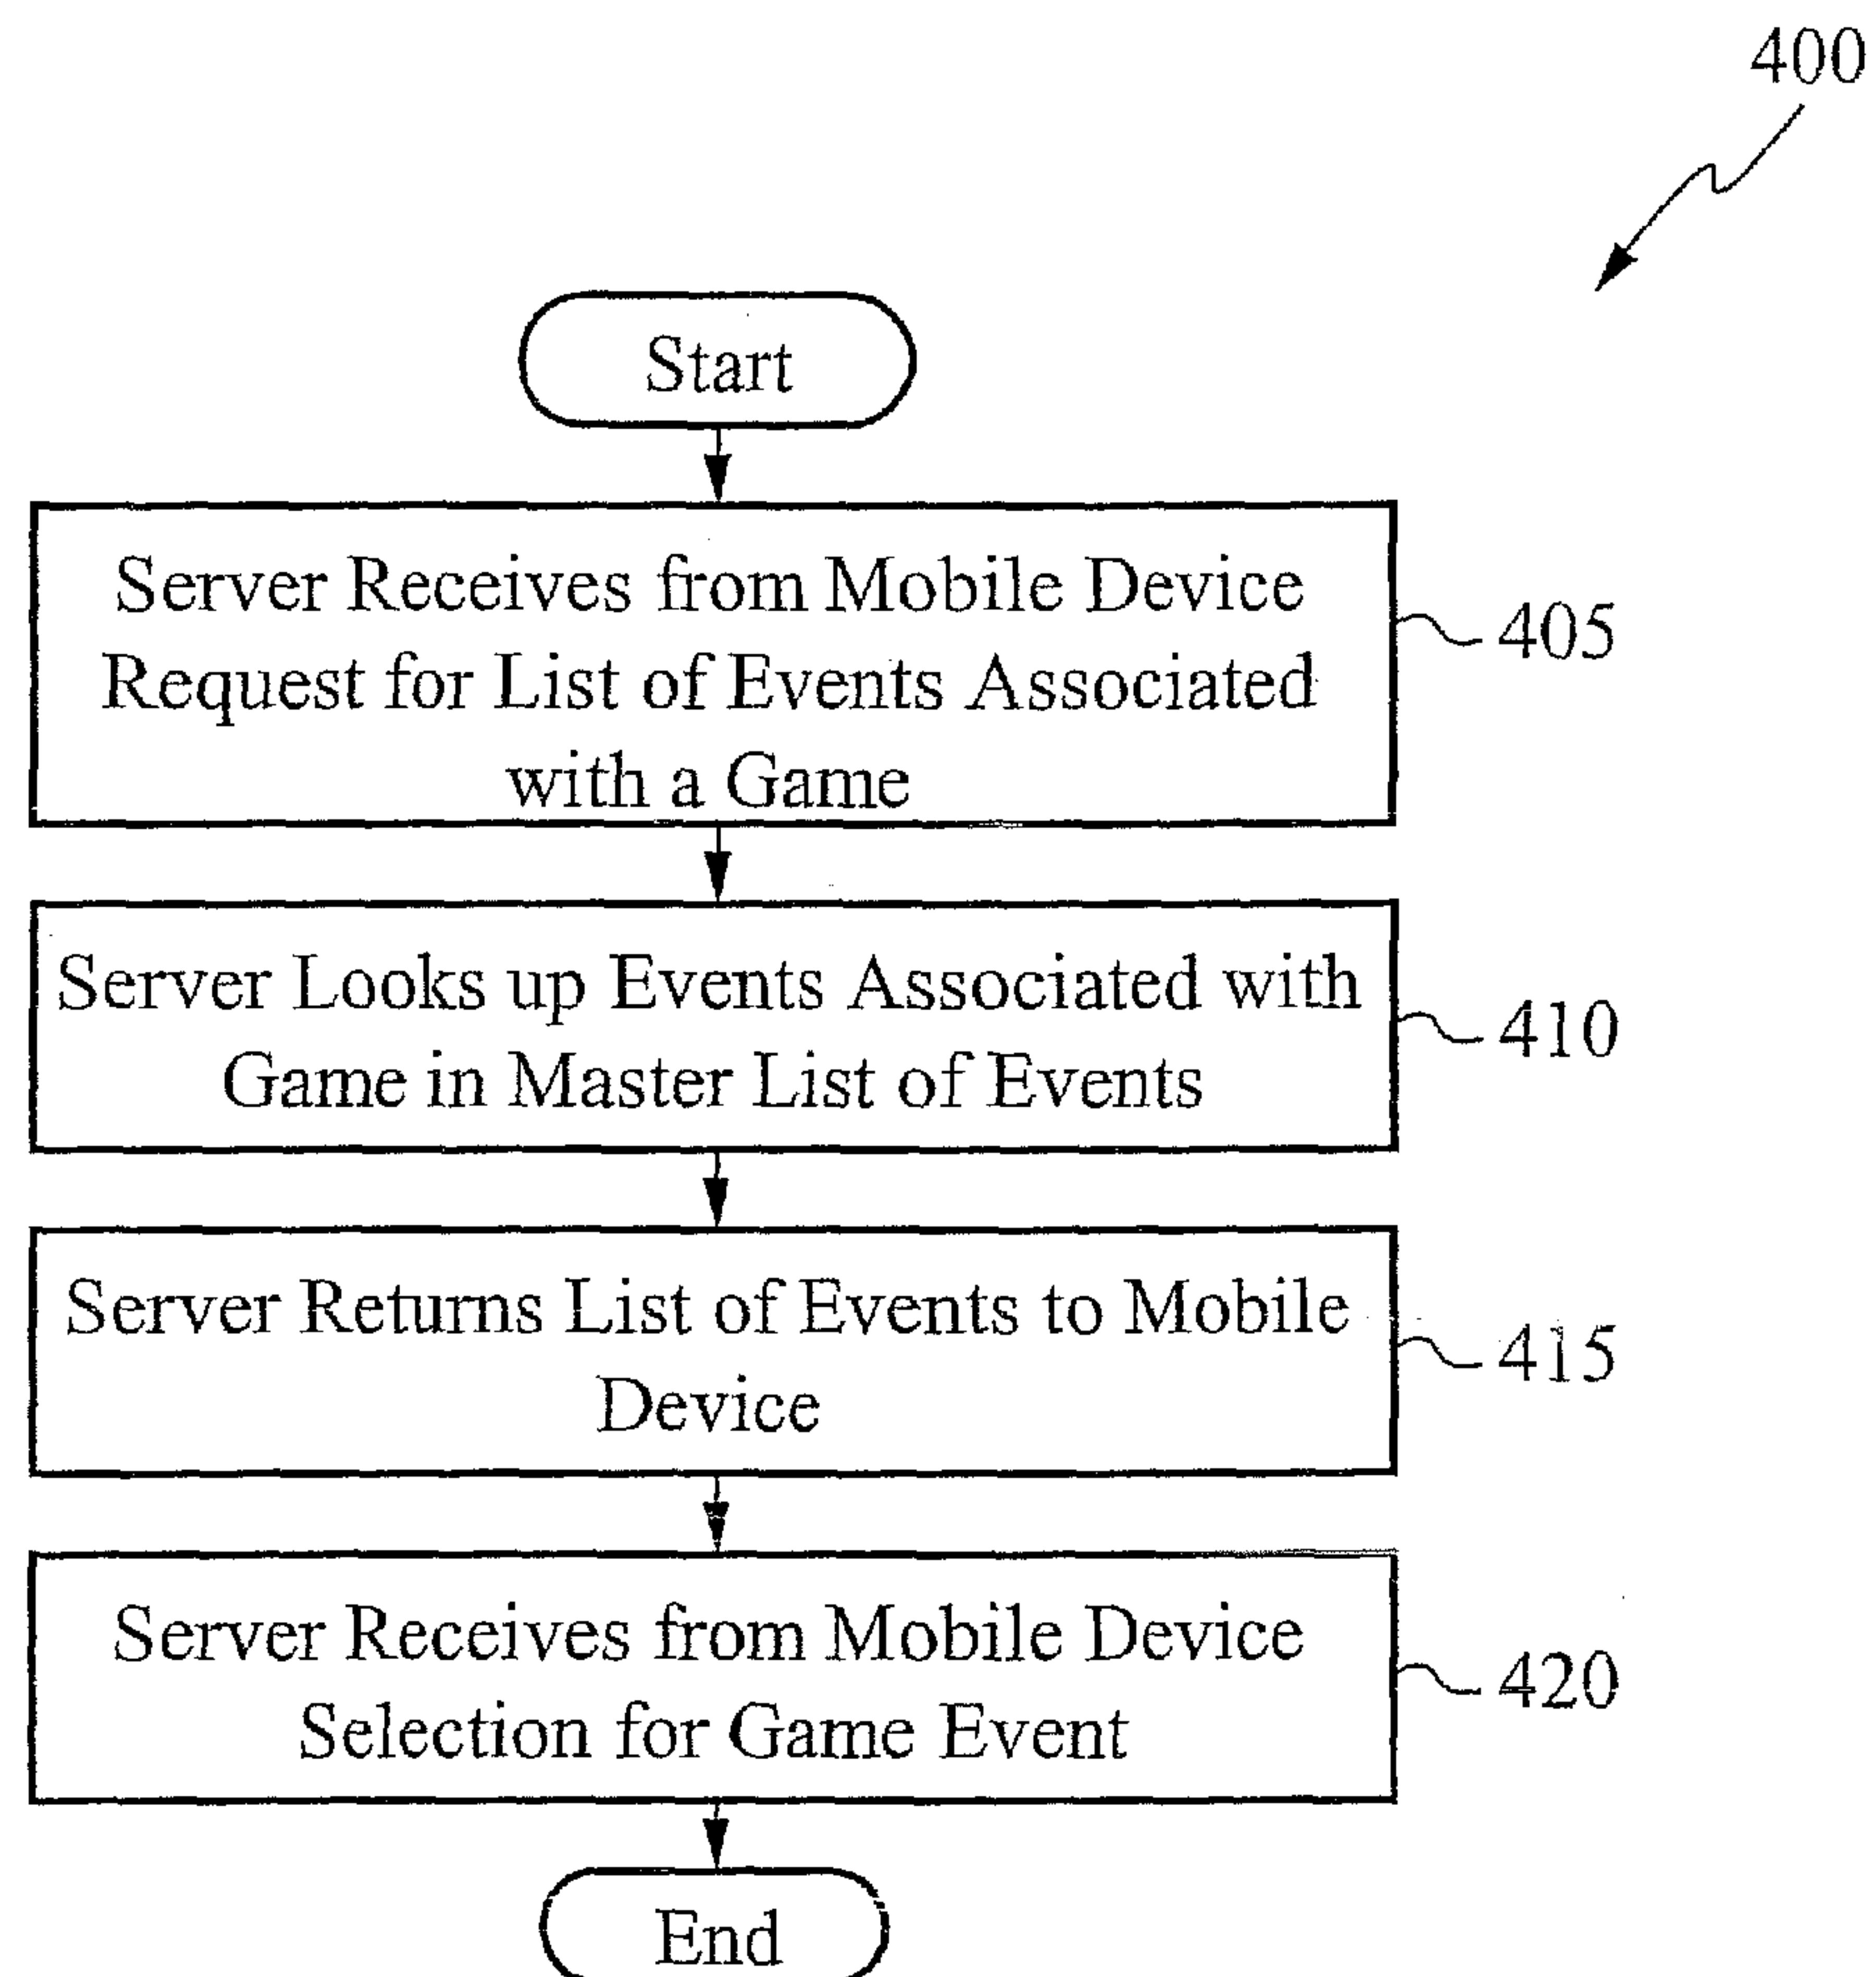 400
Start
Server Receives from Mobile Device
Request for List of Events Associated
with a Game
405
Server Looks up Events Associated with
Game in Master List of Events
410
Server Returns List of Events to Mobile
Device
415
Server Receives from Mobile Device
Selection for Game Event
420
End